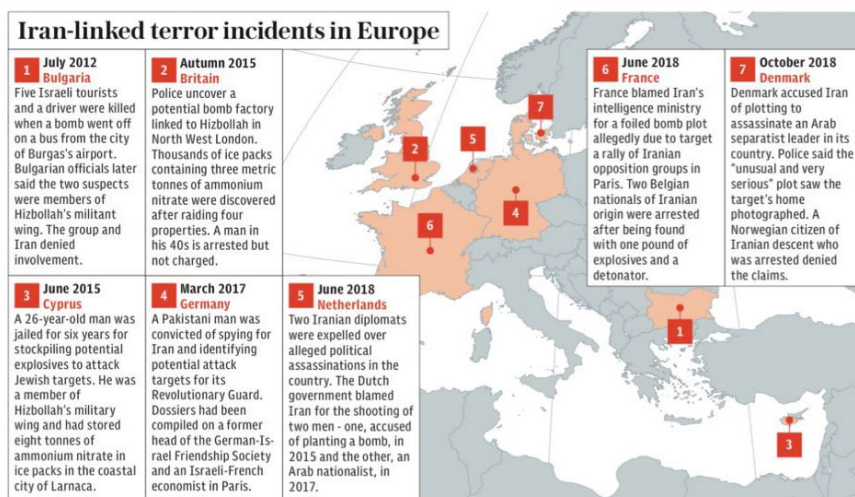 Iran-linked terror incidents in Europe
1
July 2012
Bulgaria
Five Israeli tourists
and a driver were killed
when a bomb went off
on a bus from the city
of Burgas's airport.
Bulgarian officials later
said the two suspects
were members of
Hizbollah's militant
wing. The group and
Iran denied
involvement.
2
Autumn 2015
Britain
Police uncover a
potential bomb factory
linked to Hizbollah in
North West London.
Thousands of ice packs
containing three metric
tonnes of ammonium
nitrate were discovered
after raiding four
properties. A man in
his 40s is arrested but
not charged.
3
June 2015
Cyprus
A 26-year-old man was
jailed for six years for
stockpiling potential
explosives to attack
Jewish targets. He was
a member of
Hizbollah's military
wing and had stored
eight tonnes of
ammonium nitrate in
ice packs in the coastal
city of Larnaca.
4
March 2017
Germany
A Pakistani man was
convicted of spying for
Iran and identifying
potential attack
targets for its
Revolutionary Guard.
Dossiers had been
compiled on a former
head of the German-Is-
rael Friendship Society
and an Israeli-French
economist in Paris.
5
June 2018
Netherlands
Two Iranian diplomats
were expelled over
alleged political
assassinations in the
country. The Dutch
government blamed
Iran for the shooting of
two men - one, accused
of planting a bomb, in
2015 and the other, an
Arab nationalist, in
2017.
6
June 2018
France
France blamed Iran's
intelligence ministry
for a foiled bomb plot
allegedly due to target
a rally of Iranian
opposition groups in
Paris. Two Belgian
nationals of Iranian
origin were arrested
after being found
with one pound of
explosives and a
detonator.
7
October 2018
Denmark
Denmark accused Iran
of plotting to
assassinate an Arab
separatist leader in its
country. Police said the
"unusual and very
serious" plot saw the
target's home
photographed. A
Norwegian citizen of
Iranian descent who
was arrested denied
the claims.
7
5
2
4
6
1
3